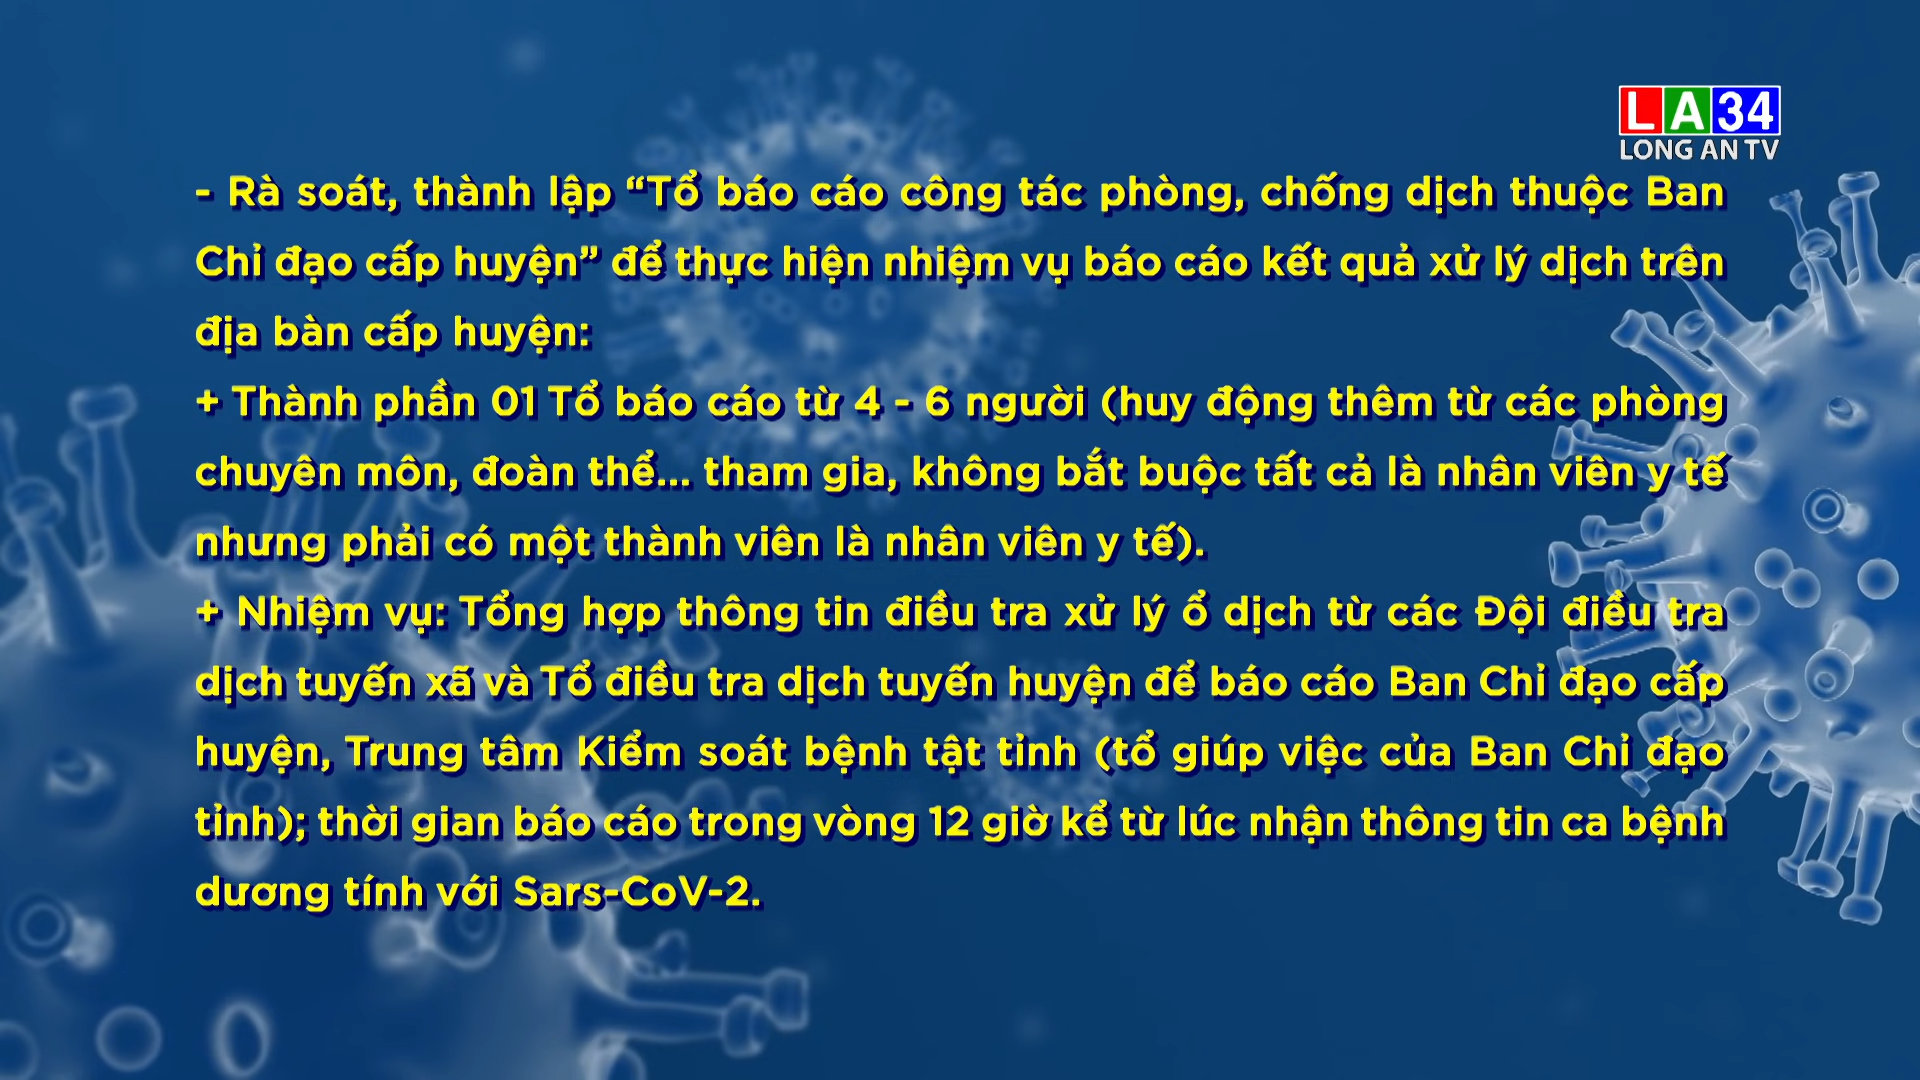 LA34
LONG AN TV
- Rà soát, thành lập “Tổ báo cáo công tác phòng, chống dịch thuộc Ban
Chỉ đạo cấp huyện” để thực hiện nhiệm vụ báo cáo kết quả xử lý dịch trên
địa bàn cấp huyện:
+ Thành phần 01 Tổ báo cáo từ 4 - 6 người (huy động thêm từ các phòng
chuyên môn, đoàn thể... tham gia, không bắt buộc tất cả là nhân viên y tế
nhưng phải có một thành viên là nhân viên y tế).
+ Nhiệm vụ: Tổng hợp thông tin điều tra xử lý ổ dịch từ các Đội điều tra
dịch tuyến xã và Tổ điều tra dịch tuyến huyện để báo cáo Ban Chỉ đạo cấp
huyện, Trung tâm Kiểm soát bệnh tật tỉnh (tổ giúp việc của Ban Chỉ đạo
tỉnh); thời gian báo cáo trong vòng 12 giờ kể từ lúc nhận thông tin ca bệnh
dương tính với Sars-CoV-2.